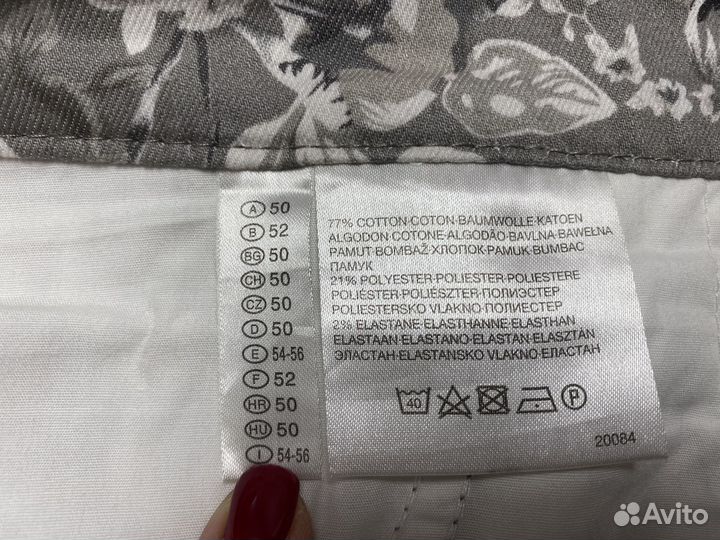 A 50
B 52
BG 50
CH 50
CZ 50
D 50
E 54-56
F 52
HR 50
HU 50
I 54-56
77% COTTON·COTON·BAUMWOLLE·KATOEN
ALGODON·COTONE·ALGODÃO·BAVLNA·BAWEŁNA
PAMUT·BOMBAŽ·ХЛОПОК·PAMUK·BUMBAC
ПАМУК
21% POLYESTER·POLIESTER·POLIESTERE
POLIÉSTER·POLIÉSZTER·ПОЛИЭСТЕР
POLIESTERSKO VLAKNO·ПОЛИЕСТЕР
2% ELASTANE·ELASTHANNE·ELASTHAN
ELASTAAN·ELASTANO·ELASTAN·ELASZTÁN
ЭЛАСТАН·ELASTANSKO VLAKNO·ЕЛАСТАН
40 P
20084
Avito